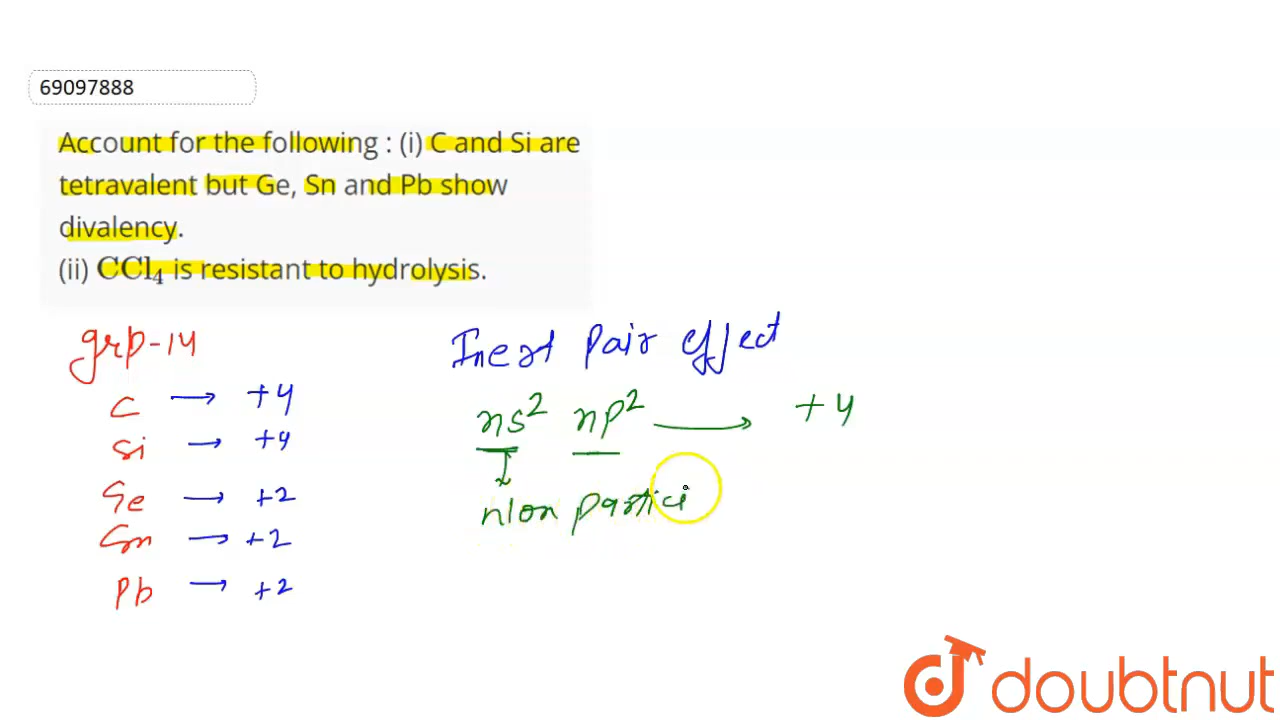 69097888
Account for the following : (i) C and Si are
tetravalent but Ge, Sn and Pb show
divalency.
(ii) CCl₄ is resistant to hydrolysis.
grp-14
C → +4
Si → +4
Ge → +2
Sn → +2
Pb → +2
Inert Pair effect
ns² np² → +4
Non partici
doubtnut